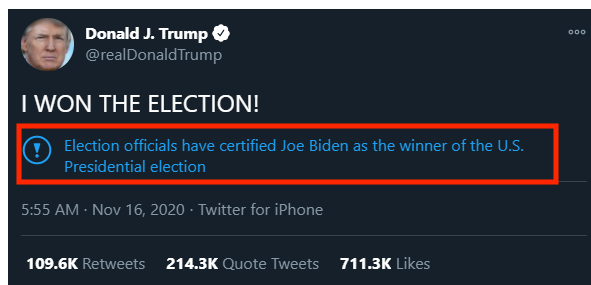 Donald J. Trump
@realDonaldTrump
I WON THE ELECTION!
Election officials have certified Joe Biden as the winner of the U.S.
Presidential election
5:55 AM · Nov 16, 2020 · Twitter for iPhone
109.6K Retweets 214.3K Quote Tweets 711.3K Likes